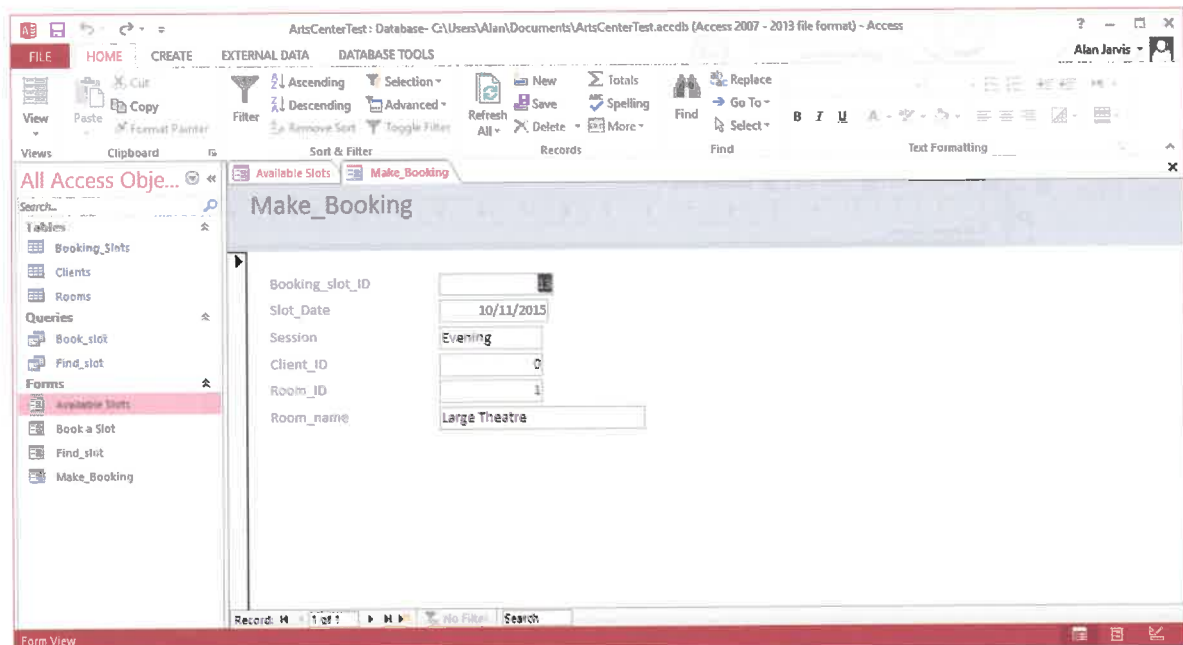 ArtsCenterTest : Database- C:\Users\Alan\Documents\ArtsCenterTest.accdb (Access 2007 - 2013 file format) - Access
FILE HOME CREATE EXTERNAL DATA DATABASE TOOLS Alan Jarvis
View Paste Cut Copy Format Painter
Filter Ascending Descending Remove Sort Selection Advanced Toggle Filter
Refresh All New Save Delete Totals Spelling More
Find Replace Go To Select
B I U A
Views Clipboard Sort & Filter Records Find Text Formatting
All Access Obje...
Search...
Tables
Booking_Slots
Clients
Rooms
Queries
Book_slot
Find_slot
Forms
Available Slots
Book a Slot
Find_slot
Make_Booking
Available Slots Make_Booking
Make_Booking
Booking_slot_ID
Slot_Date 10/11/2015
Session Evening
Client_ID 0
Room_ID 1
Room_name Large Theatre
Record: 1 of 1 No Filter Search
Form View